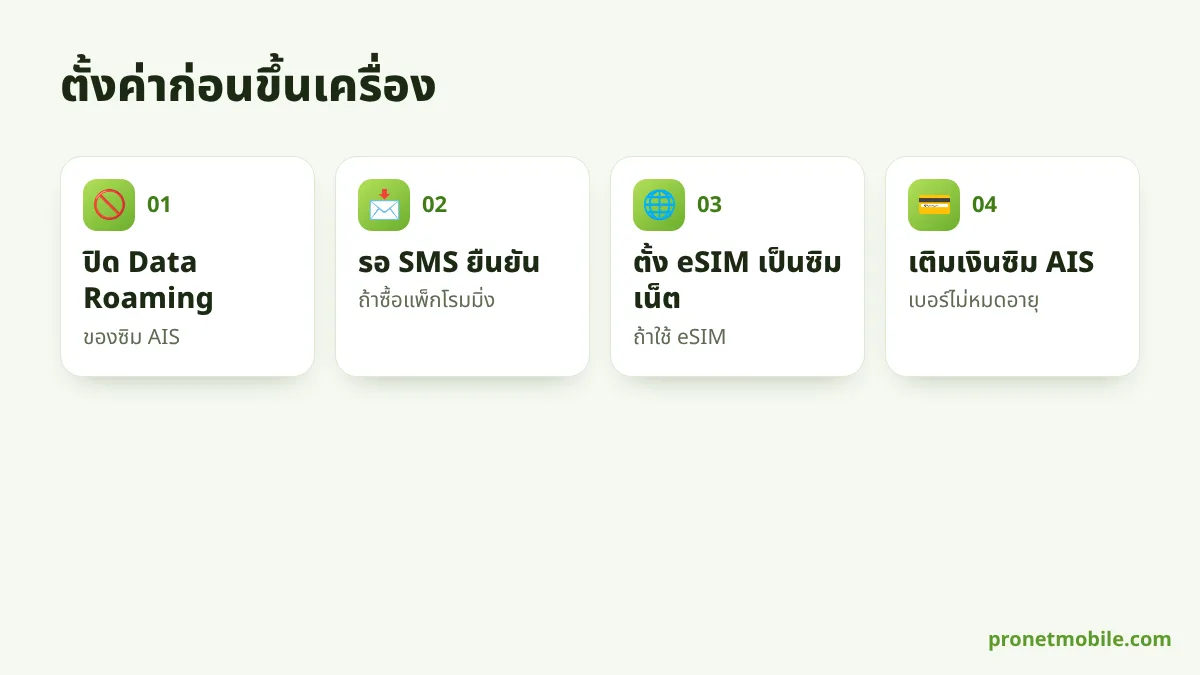 ตั้งค่าก่อนขึ้นเครื่อง
01
ปิด Data
Roaming
ของซิม AIS
02
รอ SMS ยืนยัน
ถ้าซื้อแพ็กโรมมิ่ง
03
ตั้ง eSIM เป็นซิม
เน็ต
ถ้าใช้ eSIM
04
เติมเงินซิม AIS
เบอร์ไม่หมดอายุ
pronetmobile.com